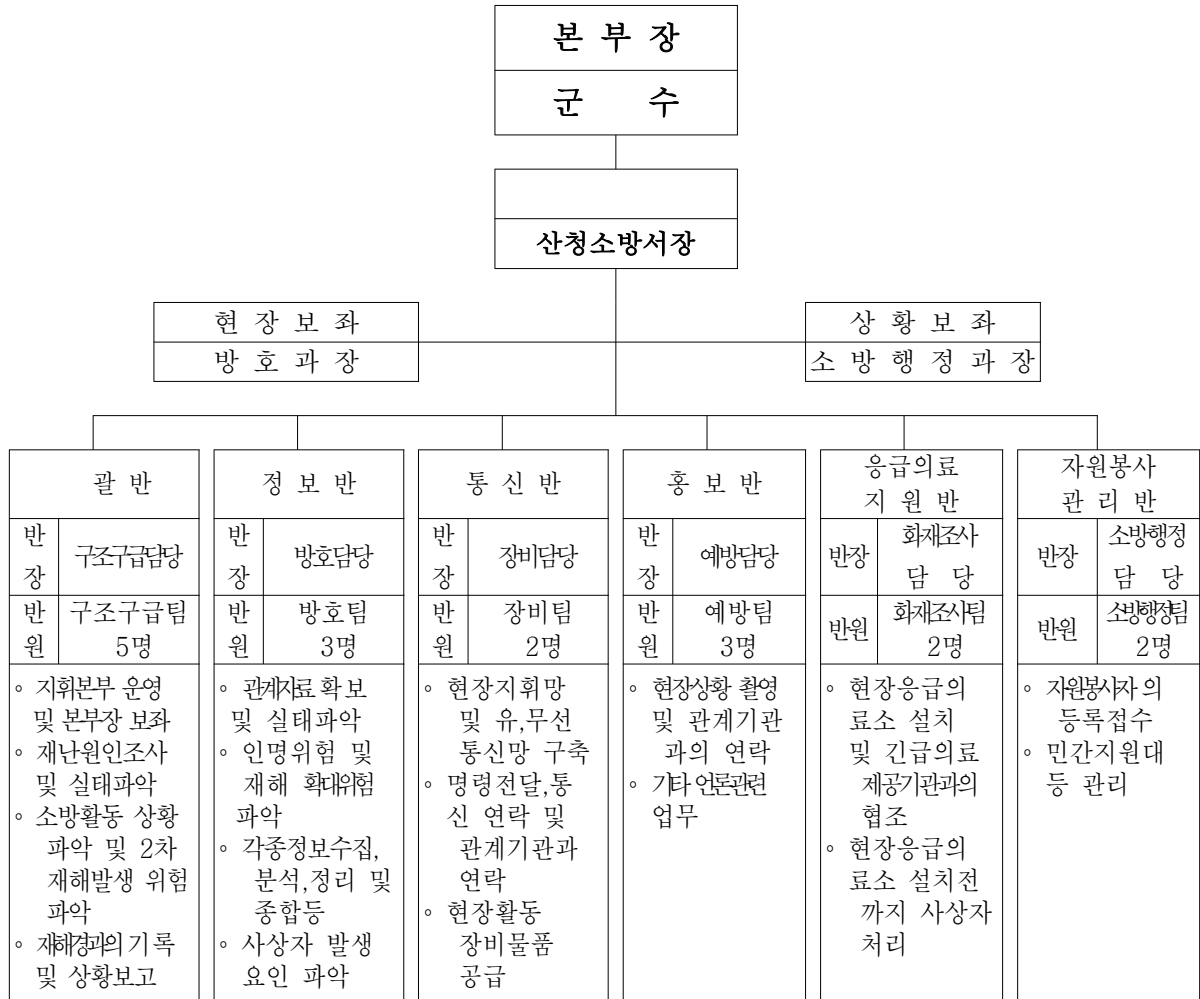 본 부 장
군 수
산청소방서장
현 장 보 좌
방 호 과 장
상 황 보 좌
소 방 행 정 과 장
괄 반
반
장
구조구급담당
반
원
구조구급팀
5명
◦ 지휘본부 운영
및 본부장 보좌
◦ 재난원인조사
및 실태파악
◦ 소방활동 상황
파악 및 2차
재해발생 위험
파악
◦ 재해경과의 기록
및 상황보고
정 보 반
반
장
방호담당
반
원
방호팀
3명
◦ 관계자료 확보
및 실태파악
◦ 인명위험 및
재해 확대위험
파악
◦ 각종정보수집,
분석,정리 및
종합등
◦ 사상자 발생
요인 파악
통 신 반
반
장
장비담당
반
원
장비팀
2명
◦ 현장지휘망
및 유,무선
통신망 구축
◦ 명령전달,통
신 연락 및
관계기관과
연락
◦ 현장활동
장비물품
공급
홍 보 반
반
장
예방담당
반
원
예방팀
3명
◦ 현장상황 촬영
및 관계기관
과의 연락
◦ 기타 언론관련
업무
응급의료
지 원 반
반장
화재조사
담 당
반원
화재조사팀
2명
◦ 현장응급의
료소 설치
및 긴급의료
제공기관과의
협조
◦ 현장응급의
료소 설치전
까지 사상자
처리
자원봉사
관 리 반
반장
소방행정
담 당
반원
소방행정팀
2명
◦ 자원봉사자의
등록접수
◦ 민간지원대
등 관리